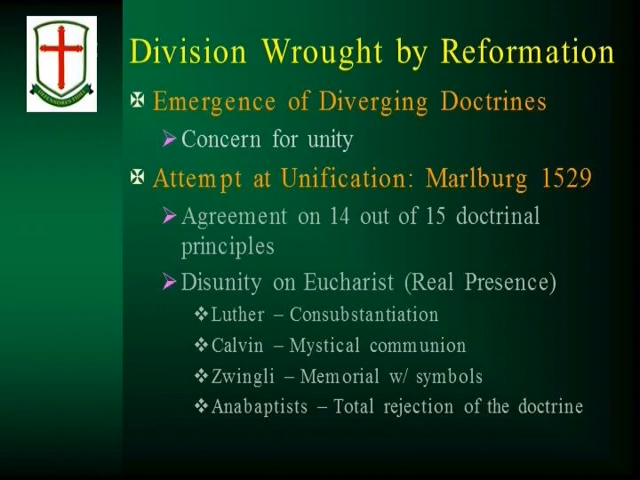 Division Wrought by Reformation
Emergence of Diverging Doctrines
Concern for unity
Attempt at Unification: Marlburg 1529
Agreement on 14 out of 15 doctrinal
principles
Disunity on Eucharist (Real Presence)
Luther – Consubstantiation
Calvin – Mystical communion
Zwingli – Memorial w/ symbols
Anabaptists – Total rejection of the doctrine